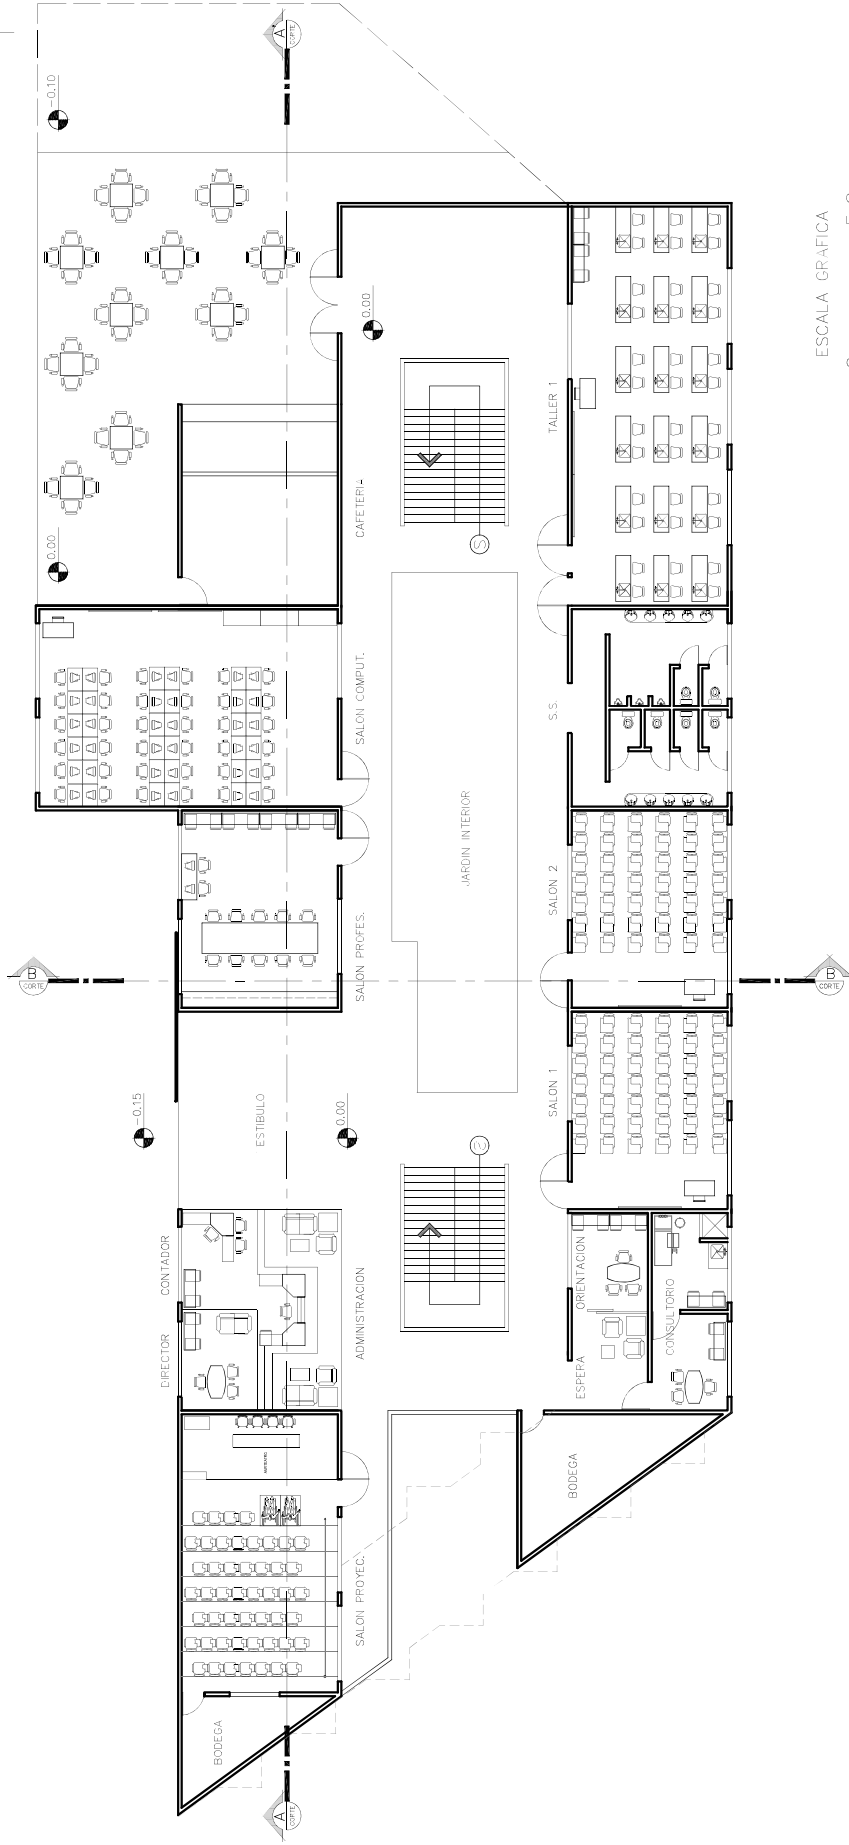 A
CORTE
-0.10
ESCALA GRAFICA
0.00
TALLER 1
CAFETERIA
S
0.00
SALON COMPUT.
S.S.
JARDIN INTERIOR
SALON 2
SALON PROFES.
B
CORTE
B
CORTE
SALON 1
-0.15
ESTIBULO
0.00
S
CONTADOR
ORIENTACION
ADMINISTRACION
CONSULTORIO
DIRECTOR
ESPERA
BODEGA
SALON PROYEC.
BODEGA
A
CORTE